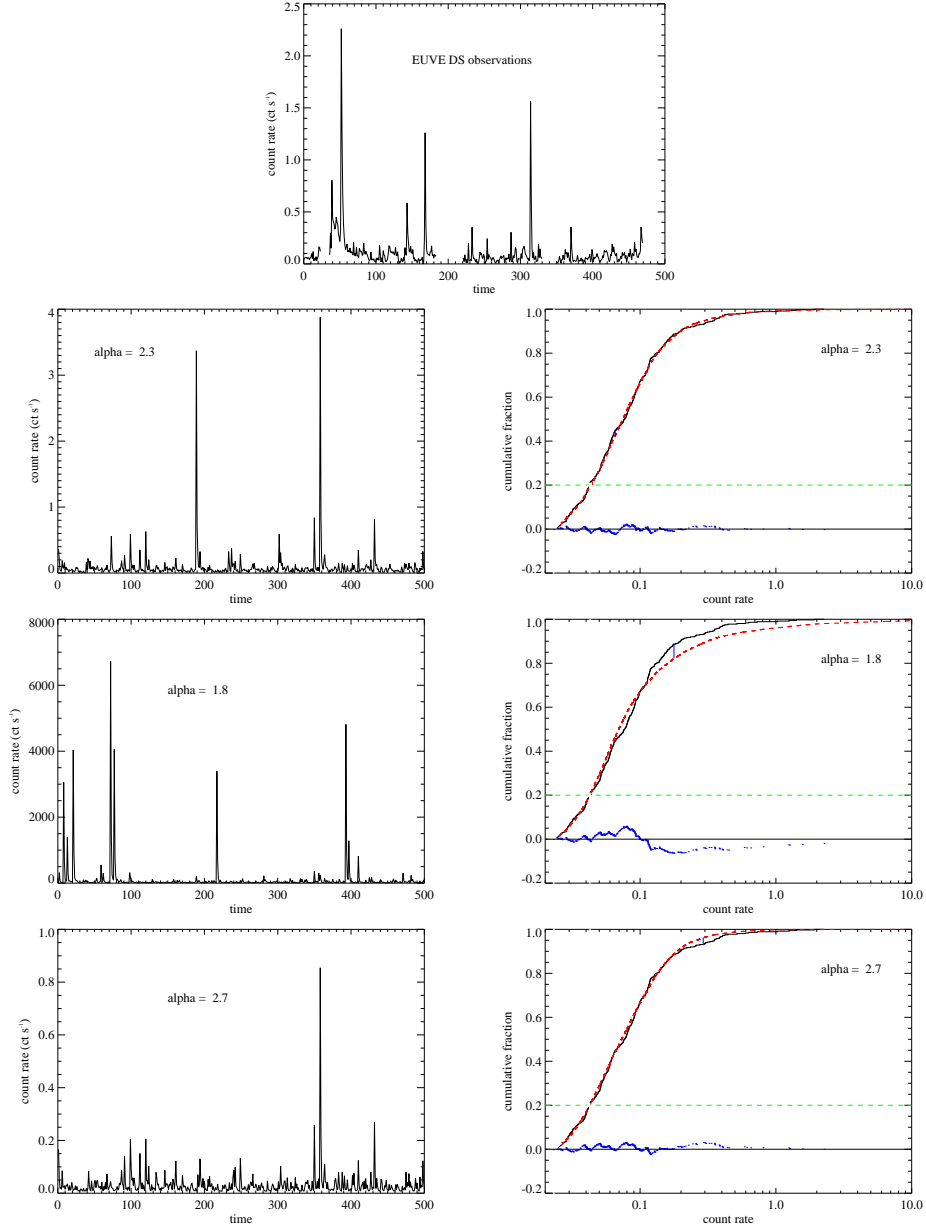 2.5
2.0
1.5
1.0
0.5
0.0
count rate (ct s⁻¹)
EUVE DS observations
0 100 200 300 400 500
time
4
3
2
1
0
count rate (ct s⁻¹)
alpha = 2.3
0 100 200 300 400 500
time
1.0
0.8
0.6
0.4
0.2
0.0
-0.2
cumulative fraction
alpha = 2.3
0.1 1.0 10.0
count rate
8000
6000
4000
2000
0
count rate (ct s⁻¹)
alpha = 1.8
0 100 200 300 400 500
time
1.0
0.8
0.6
0.4
0.2
0.0
-0.2
cumulative fraction
alpha = 1.8
0.1 1.0 10.0
count rate
1.0
0.8
0.6
0.4
0.2
0.0
count rate (ct s⁻¹)
alpha = 2.7
0 100 200 300 400 500
time
1.0
0.8
0.6
0.4
0.2
0.0
-0.2
cumulative fraction
alpha = 2.7
0.1 1.0 10.0
count rate